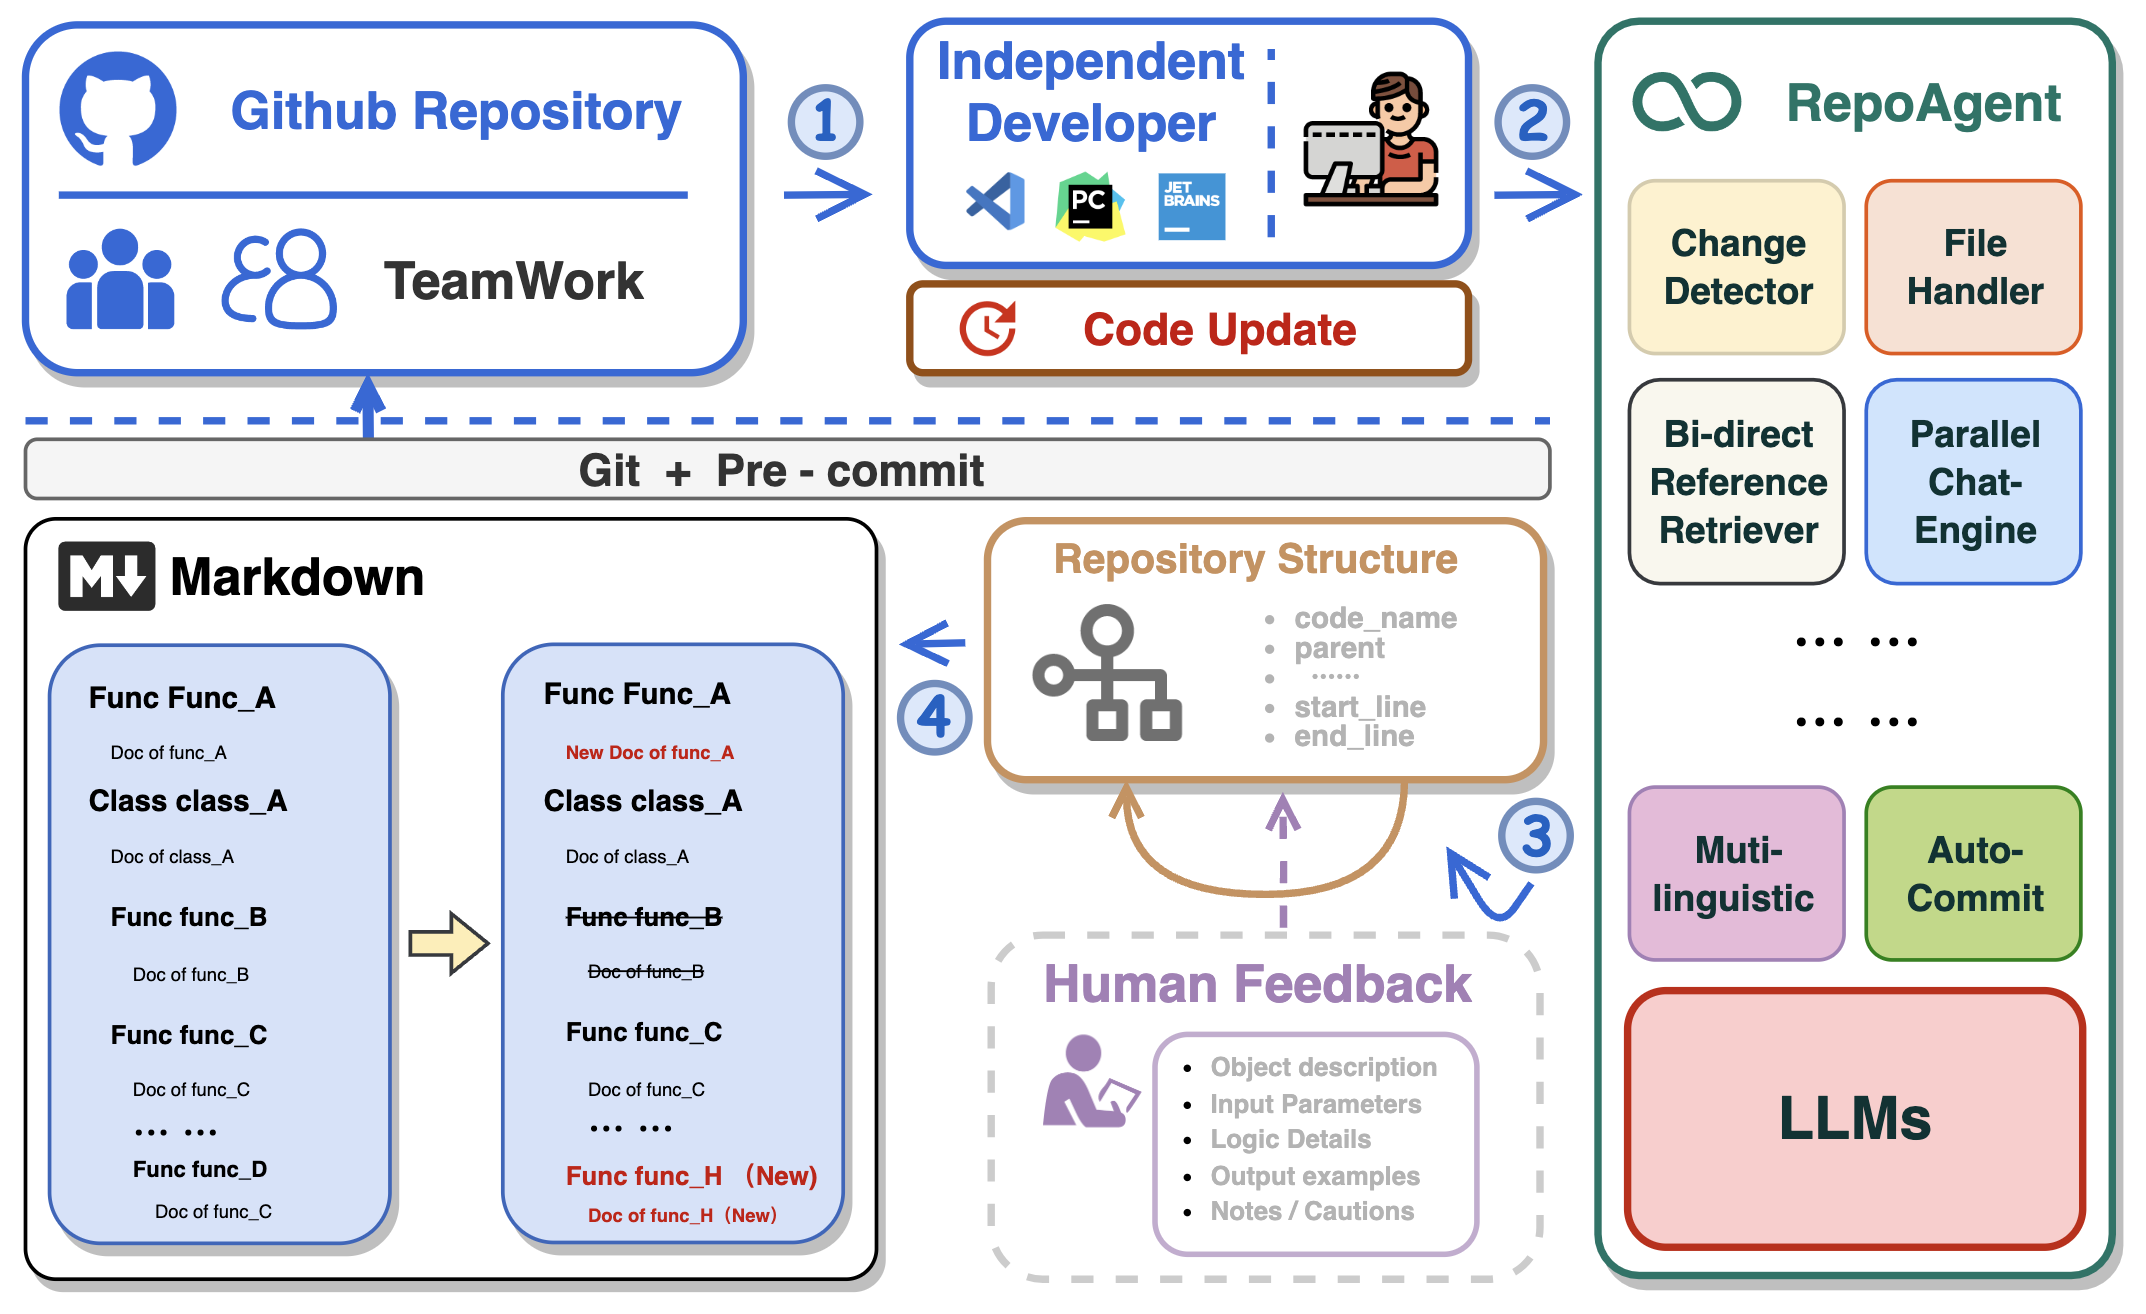 Github Repository
TeamWork
1
Independent
Developer
PC
JET
BRAINS
Code Update
2
RepoAgent
Change
Detector
File
Handler
Bi-direct
Reference
Retriever
Parallel
Chat-
Engine
... ...
... ...
Muti-
linguistic
Auto-
Commit
LLMs
Git + Pre - commit
Markdown
Func Func_A
Doc of func_A
Class class_A
Doc of class_A
Func func_B
Doc of func_B
Func func_C
Doc of func_C
... ...
Func func_D
Doc of func_C
Func Func_A
New Doc of func_A
Class class_A
Doc of class_A
Func func_B
Doc of func_B
Func func_C
Doc of func_C
... ...
Func func_H （New)
Doc of func_H（New）
4
Repository Structure
• code_name
• parent
• ......
• start_line
• end_line
3
Human Feedback
• Object description
• Input Parameters
• Logic Details
• Output examples
• Notes / Cautions